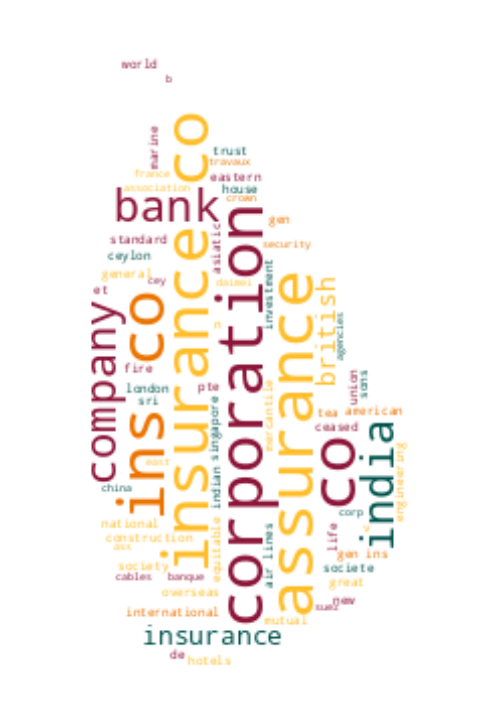 world
b
co
marine
trust
travaux
france
eastern
association
house
crown
bank
corporation
gen
standard
insurance
asiatic
security
ceylon
general
cey
daimei
investment
et
company
co
assurance
british
n
agencies
fire
london
sri
pte
mercantile
union
sons
tea
american
ceased
indian
singapore
co
india
engineering
east
ins
china
corp
national
construction
ass
v
equitable
air lines
life
gen ins
society
societe
cables
banque
great
overseas
new
suez
international
mutual
insurance
de
hotels